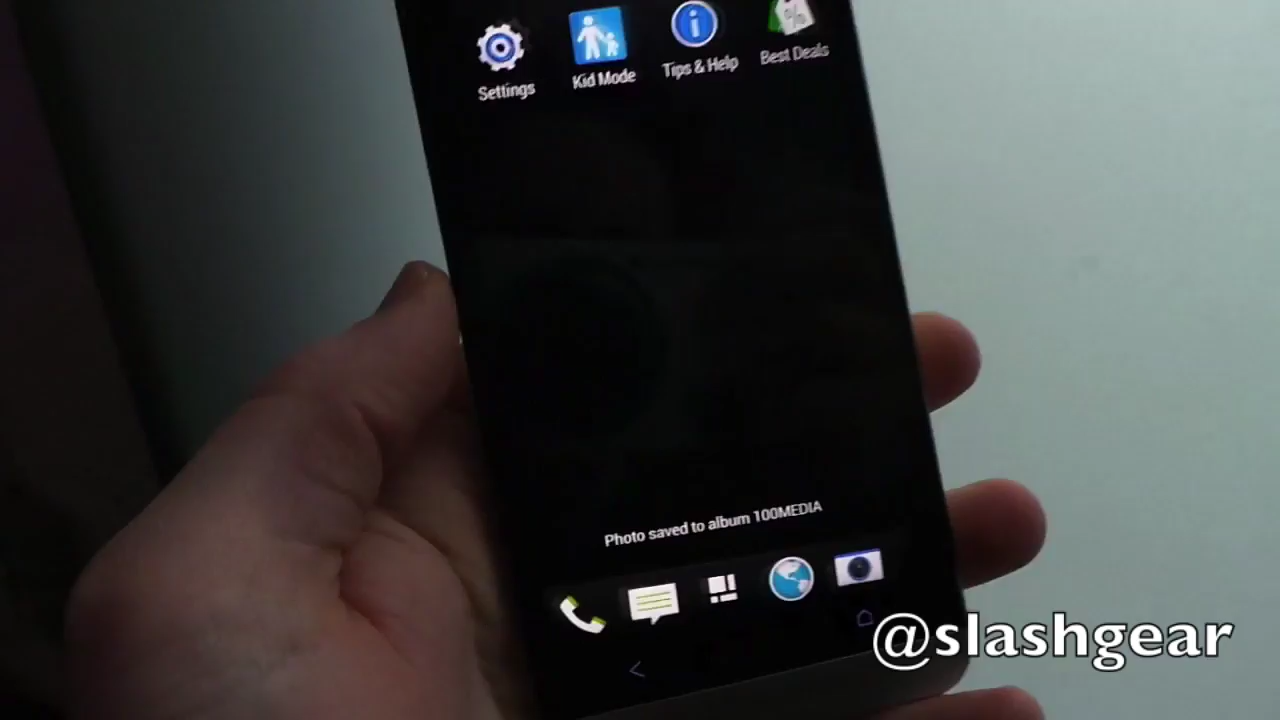 Settings
Kid Mode
Tips & Help
Best Deals
%
Photo saved to album 100MEDIA
@slashgear